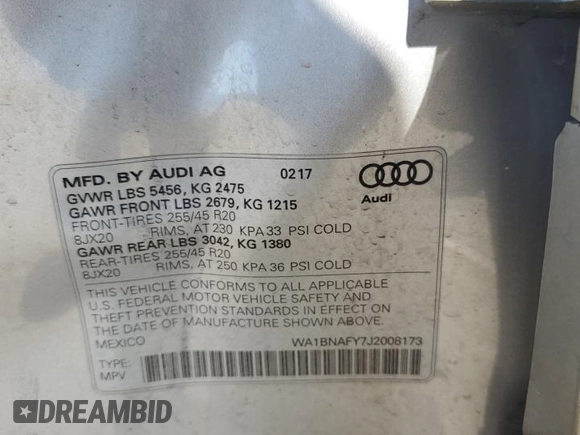 MFD. BY AUDI AG 0217
GVWR LBS 5456, KG 2475
GAWR FRONT LBS 2679, KG 1215
FRONT-TIRES 255/45 R20
8JX20 RIMS, AT 230 KPA 33 PSI COLD
GAWR REAR LBS 3042, KG 1380
REAR-TIRES 255/45 R20
8JX20 RIMS, AT 250 KPA 36 PSI COLD
Audi
THIS VEHICLE CONFORMS TO ALL APPLICABLE
U.S. FEDERAL MOTOR VEHICLE SAFETY AND
THEFT PREVENTION STANDARDS IN EFFECT ON
THE DATE OF MANUFACTURE SHOWN ABOVE.
MEXICO WA1BNAFY7J2008173
TYPE:
MPV
DREAMBID